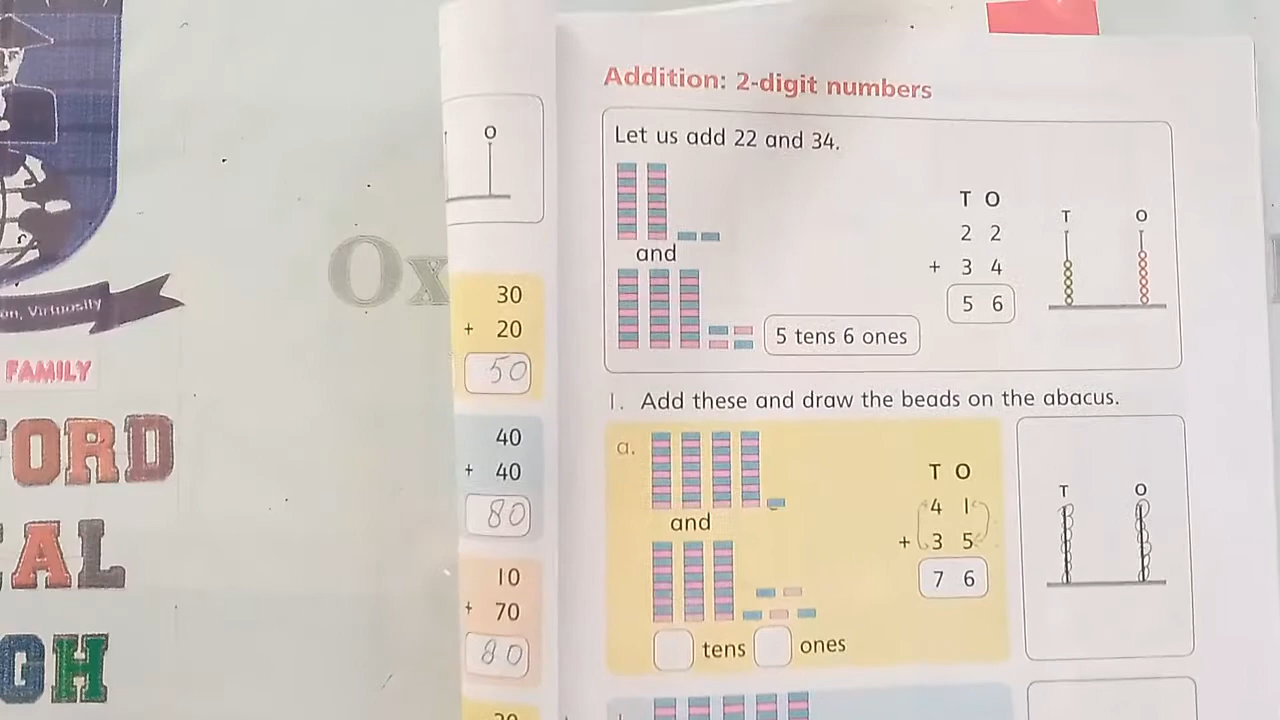 on, Virtuosity
FAMILY
FORD
AL
GH
Ox
O
30
+ 20
50
40
+ 40
80
10
+ 70
80
Addition: 2-digit numbers
Let us add 22 and 34.
and
5 tens 6 ones
T O
2 2
+ 3 4
5 6
T O
1. Add these and draw the beads on the abacus.
a.
and
T O
4 1
+ 3 5
7 6
tens ones
T O